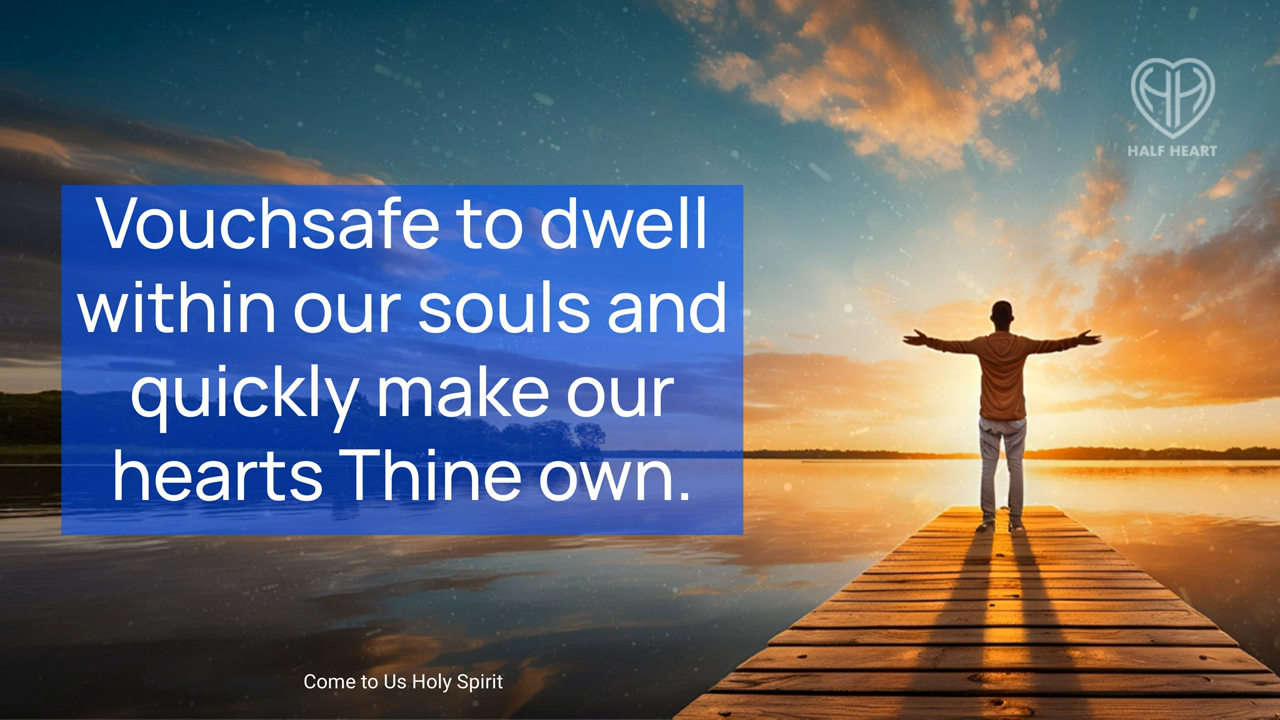 HALF HEART
Vouchsafe to dwell
within our souls and
quickly make our
hearts Thine own.
Come to Us Holy Spirit